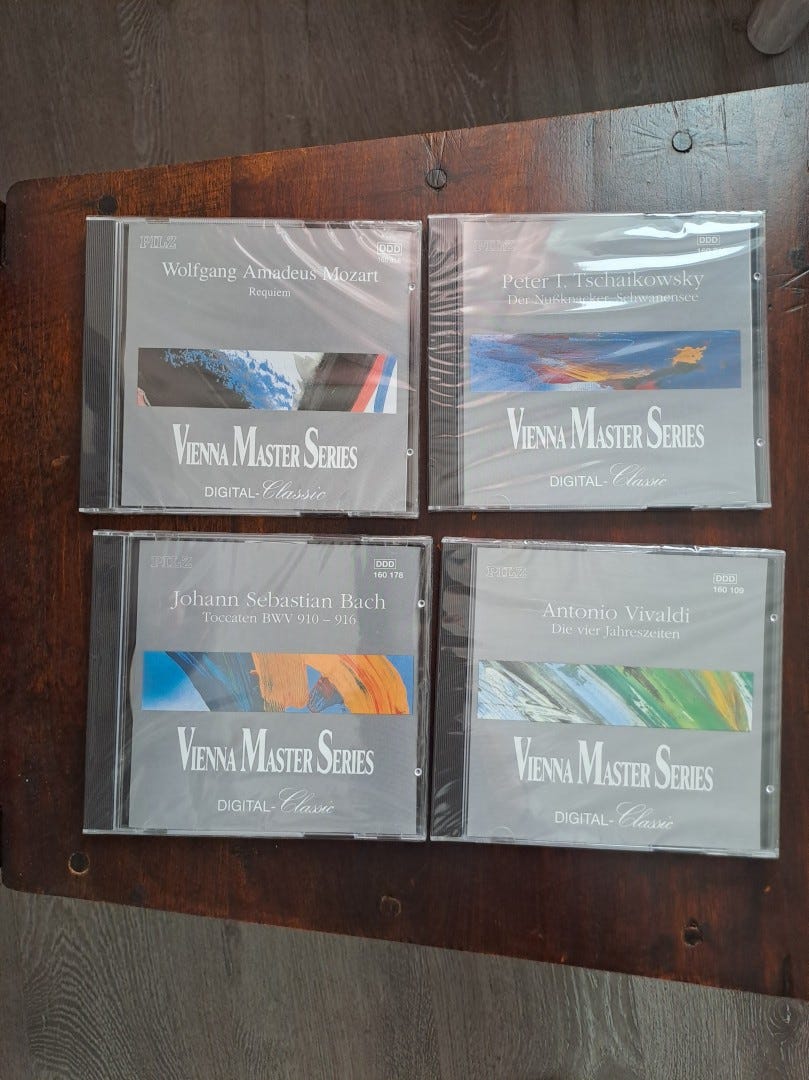 PILZ
DDD
Wolfgang Amadeus Mozart
Requiem
VIENNA MASTER SERIES
DIGITAL-Classic
PILZ
DDD
Peter I. Tschaikowsky
Der Nußknacker, Schwanensee
VIENNA MASTER SERIES
DIGITAL-Classic
PILZ
DDD
160 178
Johann Sebastian Bach
Toccaten BWV 910 – 916
VIENNA MASTER SERIES
DIGITAL-Classic
PILZ
DDD
160 109
Antonio Vivaldi
Die vier Jahreszeiten
VIENNA MASTER SERIES
DIGITAL-Classic